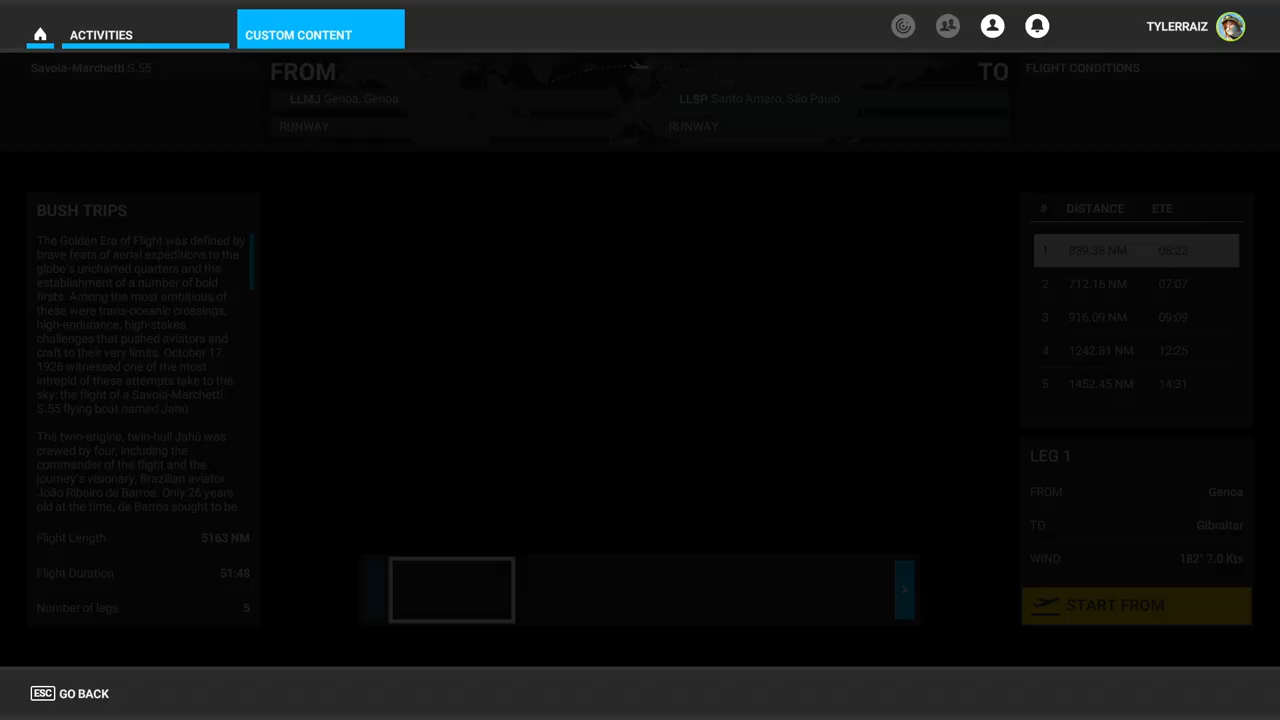 ACTIVITIES
CUSTOM CONTENT
TYLERRAIZ
Savoia-Marchetti S.55
FROM
TO
FLIGHT CONDITIONS
LLMJ Genoa, Genoa
LLSP Santo Amaro, São Paulo
RUNWAY
RUNWAY
BUSH TRIPS
The Golden Era of Flight was defined by
brave feats of aerial expeditions to the
globe's uncharted quarters and the
establishment of a number of bold
firsts. Among the most ambitious of
these were trans-oceanic crossings,
high-endurance, high-stakes
challenges that pushed aviators and
craft to their very limits. October 17,
1926 witnessed one of the most
intrepid of these attempts take to the
sky: the flight of a Savoia-Marchetti
S.55 flying boat named Jahú.
The twin-engine, twin-hull Jahú was
crewed by four, including the
commander of the flight and the
journey's visionary, Brazilian aviator
João Ribeiro de Barros. Only 26 years
old at the time, de Barros sought to be
Flight Length 5163 NM
Flight Duration 51:48
Number of legs 5
# DISTANCE ETE
1 839.38 NM 08:23
2 712.16 NM 07:07
3 916.09 NM 09:09
4 1242.81 NM 12:25
5 1452.45 NM 14:31
LEG 1
FROM Genoa
TO Gibraltar
WIND 182° 7.0 Kts
START FROM
ESC GO BACK